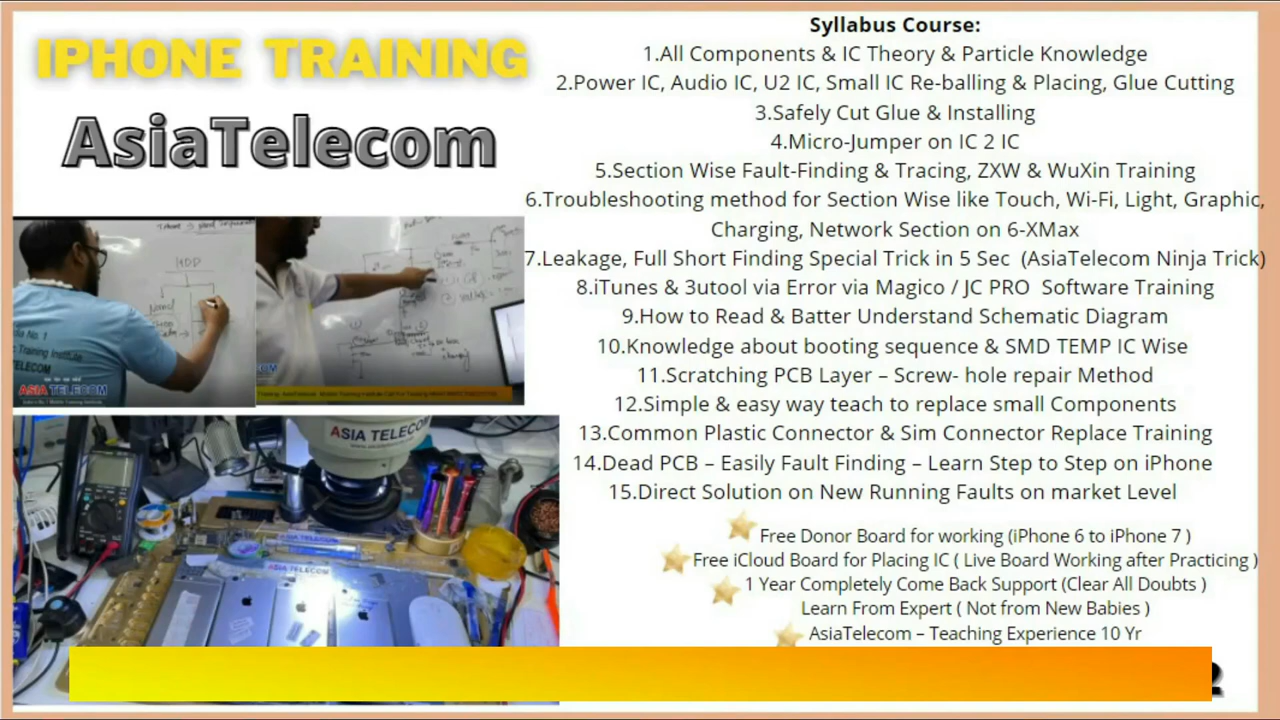 IPHONE TRAINING
AsiaTelecom
Syllabus Course:
1.All Components & IC Theory & Particle Knowledge
2.Power IC, Audio IC, U2 IC, Small IC Re-balling & Placing, Glue Cutting
3.Safely Cut Glue & Installing
4.Micro-Jumper on IC 2 IC
5.Section Wise Fault-Finding & Tracing, ZXW & WuXin Training
6.Troubleshooting method for Section Wise like Touch, Wi-Fi, Light, Graphic,
Charging, Network Section on 6-XMax
7.Leakage, Full Short Finding Special Trick in 5 Sec (AsiaTelecom Ninja Trick)
8.iTunes & 3utool via Error via Magico / JC PRO Software Training
9.How to Read & Batter Understand Schematic Diagram
10.Knowledge about booting sequence & SMD TEMP IC Wise
11.Scratching PCB Layer – Screw- hole repair Method
12.Simple & easy way teach to replace small Components
13.Common Plastic Connector & Sim Connector Replace Training
14.Dead PCB – Easily Fault Finding – Learn Step to Step on iPhone
15.Direct Solution on New Running Faults on market Level
Free Donor Board for working (iPhone 6 to iPhone 7 )
Free iCloud Board for Placing IC ( Live Board Working after Practicing )
1 Year Completely Come Back Support (Clear All Doubts )
Learn From Expert ( Not from New Babies )
AsiaTelecom – Teaching Experience 10 Yr
No 1
Training Institute
TELECOM
ASIA TELECOM
ASIA TELECOM
ASIA TELECOM